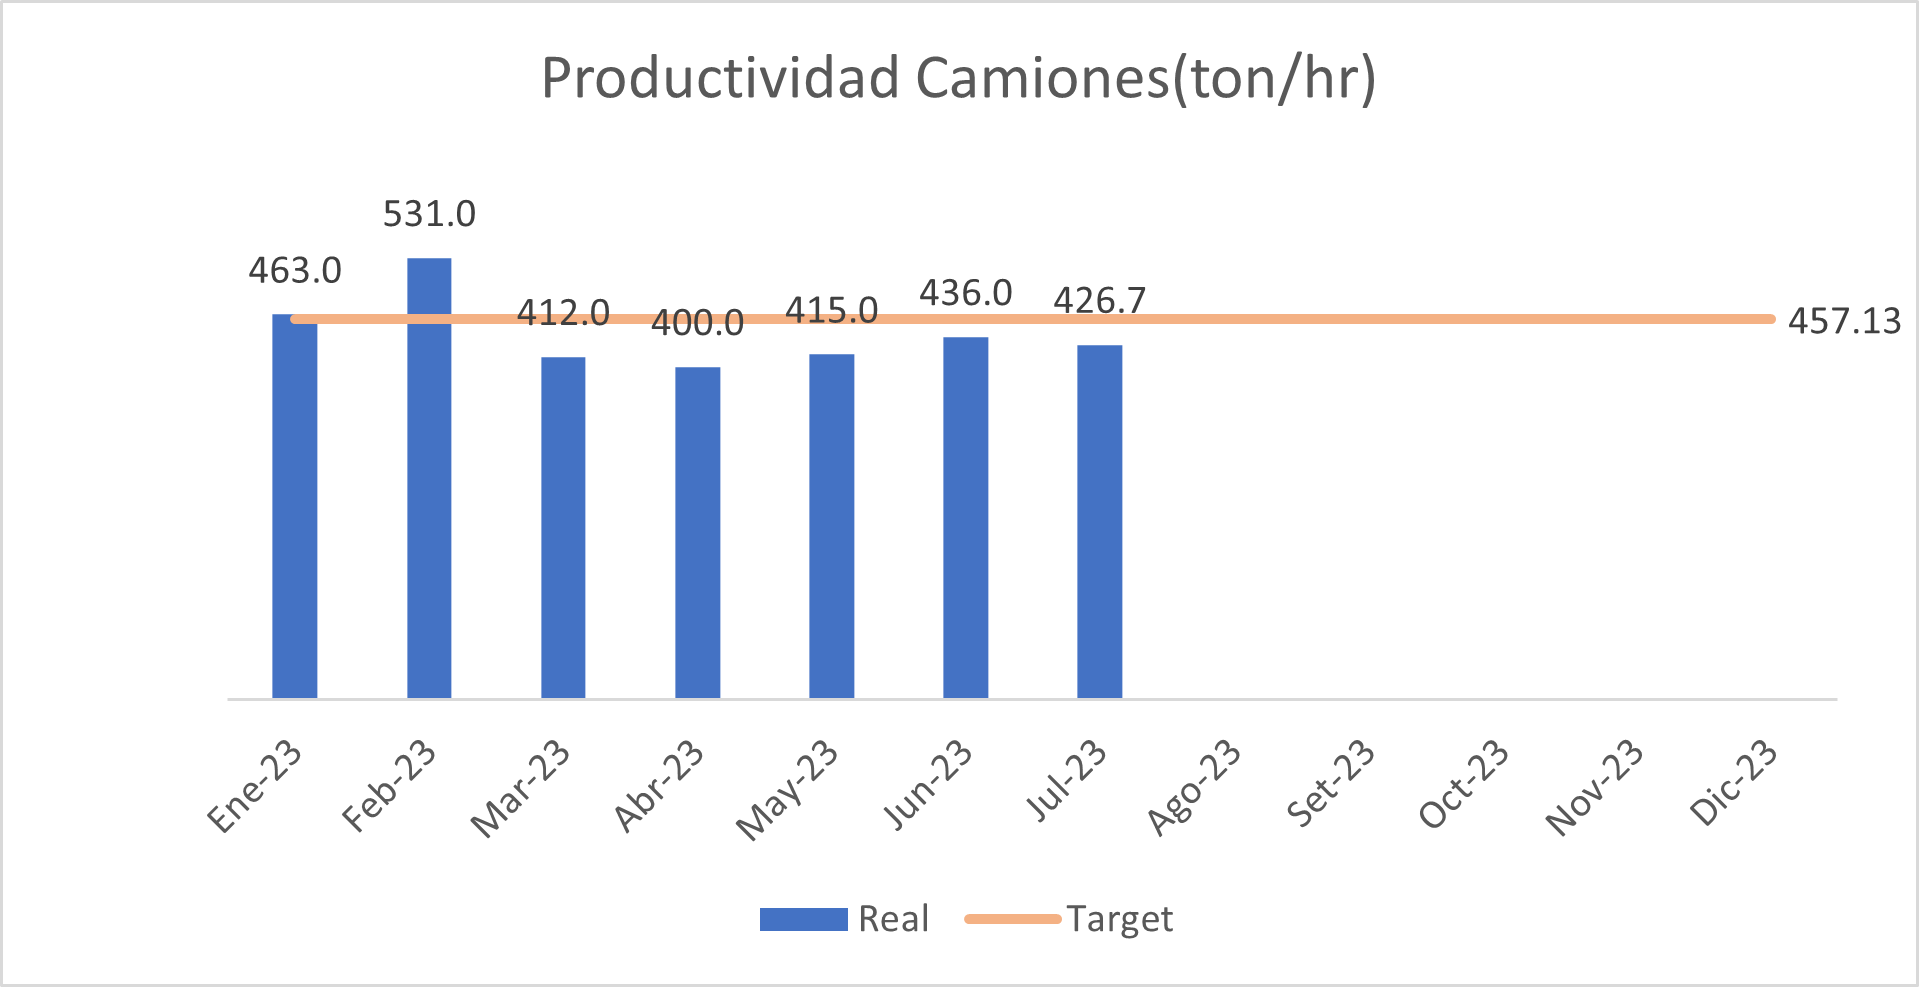 Productividad Camiones(ton/hr)
463.0
531.0
412.0
400.0
415.0
436.0
426.7
457.13
Ene-23
Feb-23
Mar-23
Abr-23
May-23
Jun-23
Jul-23
Ago-23
Set-23
Oct-23
Nov-23
Dic-23
Real
Target